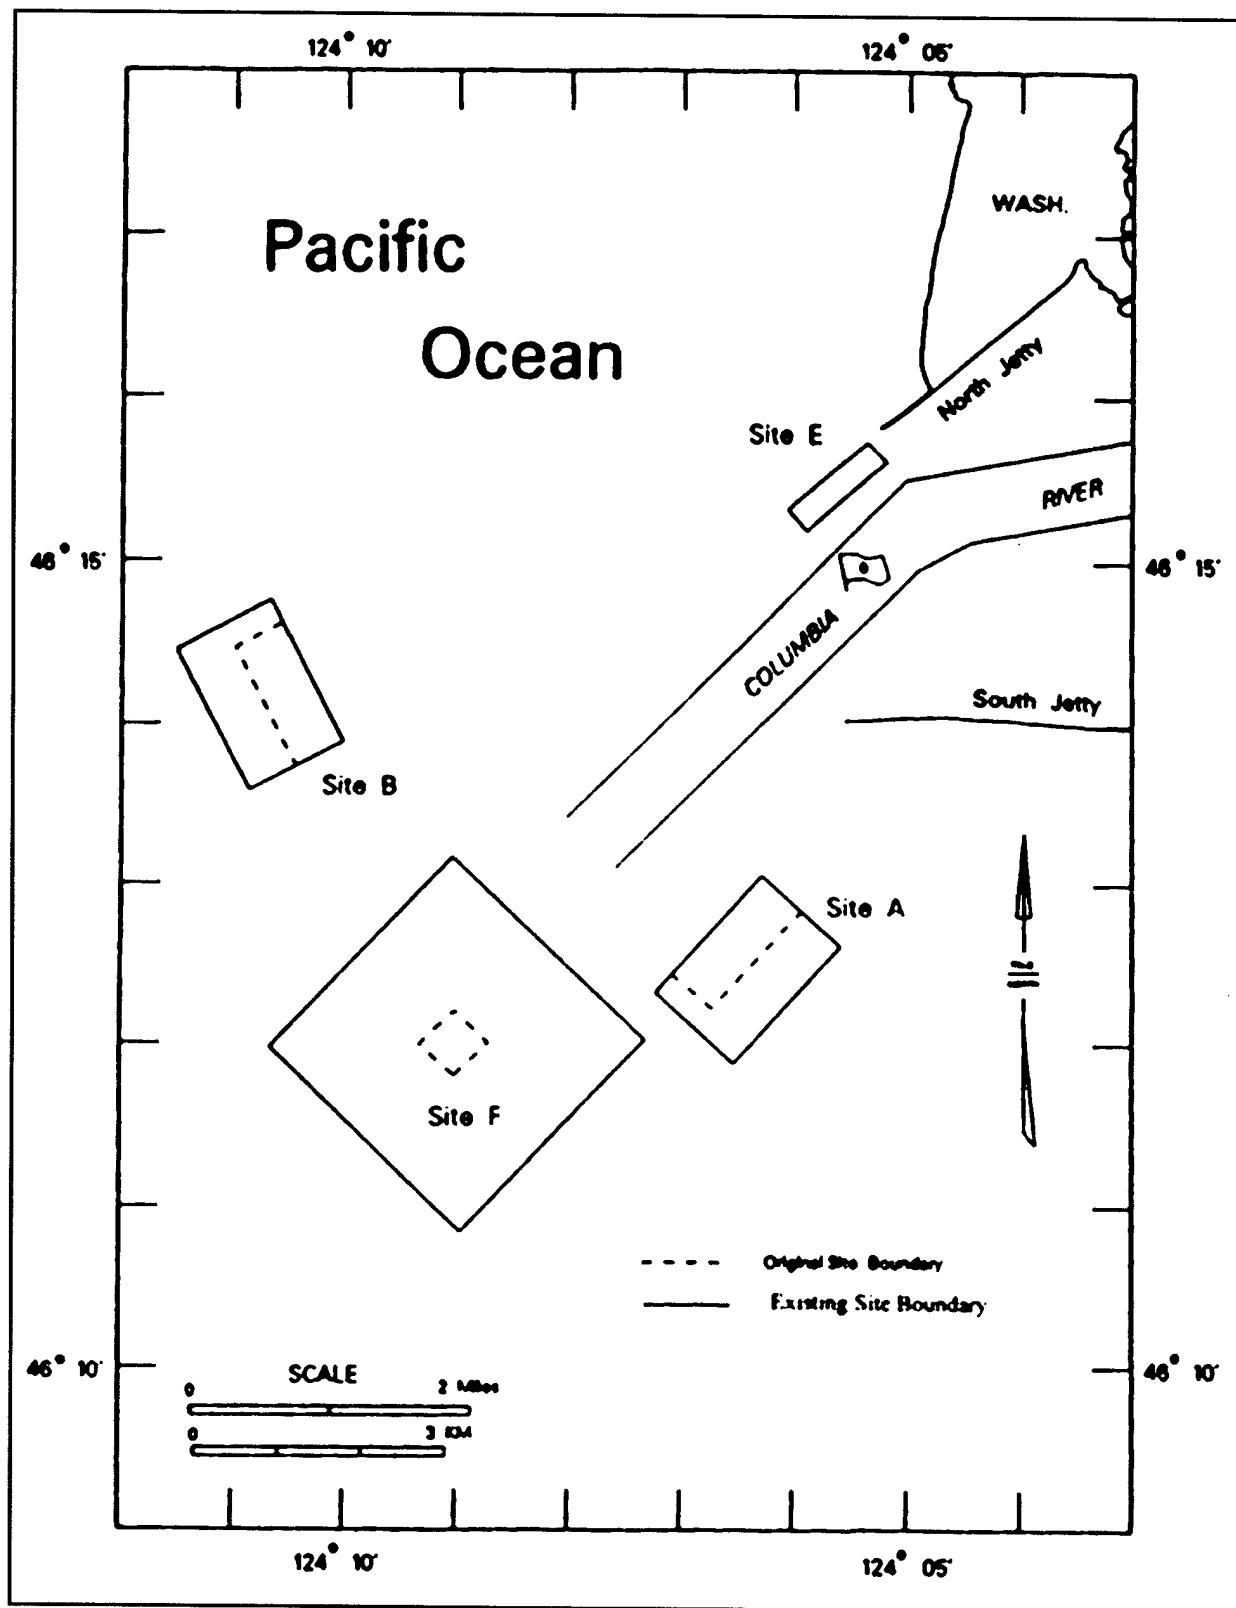 124° 10'
124° 05'
WASH.
Pacific
Ocean
North Jetty
Site E
RIVER
46° 15'
46° 15'
COLUMBIA
South Jetty
Site B
Site A
N
Site F
Original Site Boundary
Existing Site Boundary
46° 10'
46° 10'
SCALE
0 2 Miles
0 3 KM
124° 10'
124° 05'